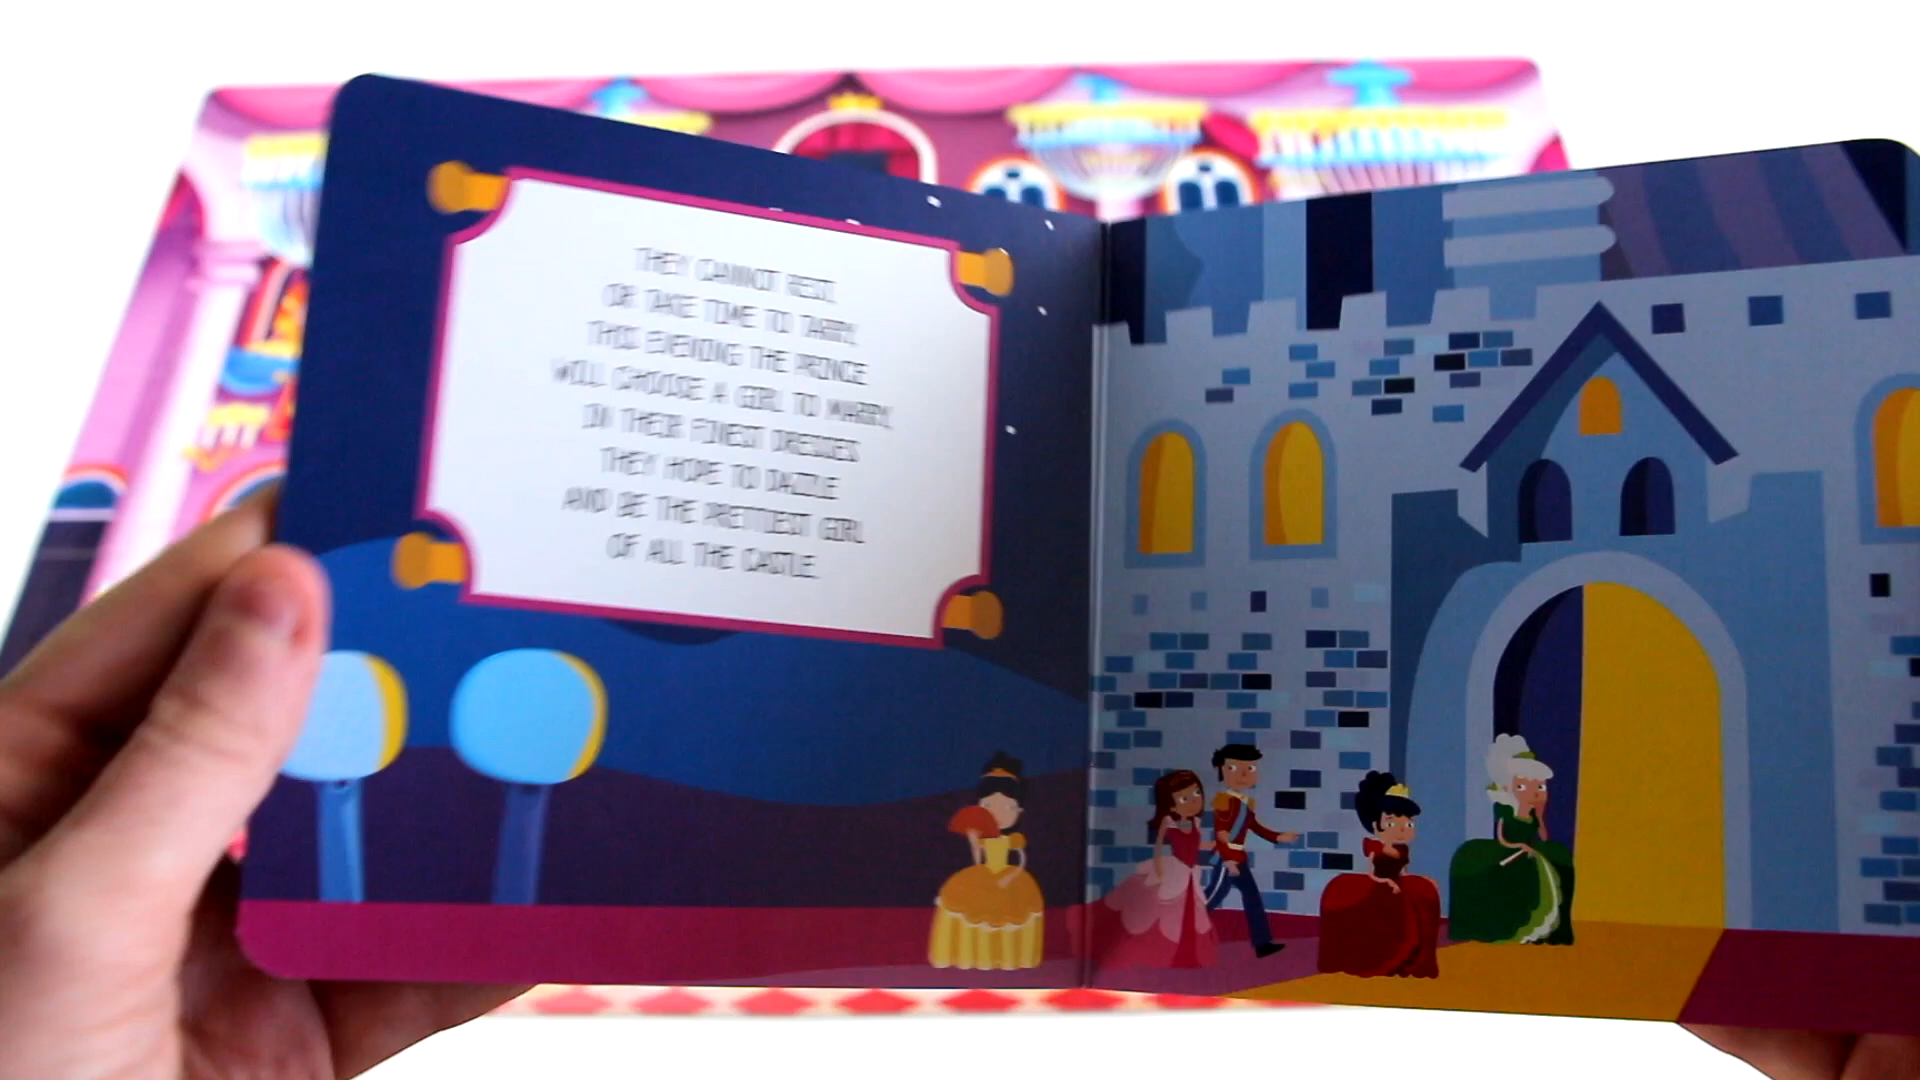 THEY CANNOT REST.
OR TAKE TIME TO TARRY.
THIS EVENING THE PRINCE
WILL CHOOSE A GIRL TO MARRY.
IN THEIR FINEST DRESSES
THEY HOPE TO DAZZLE
AND BE THE PRETTIEST GIRL
OF ALL THE CASTLE.